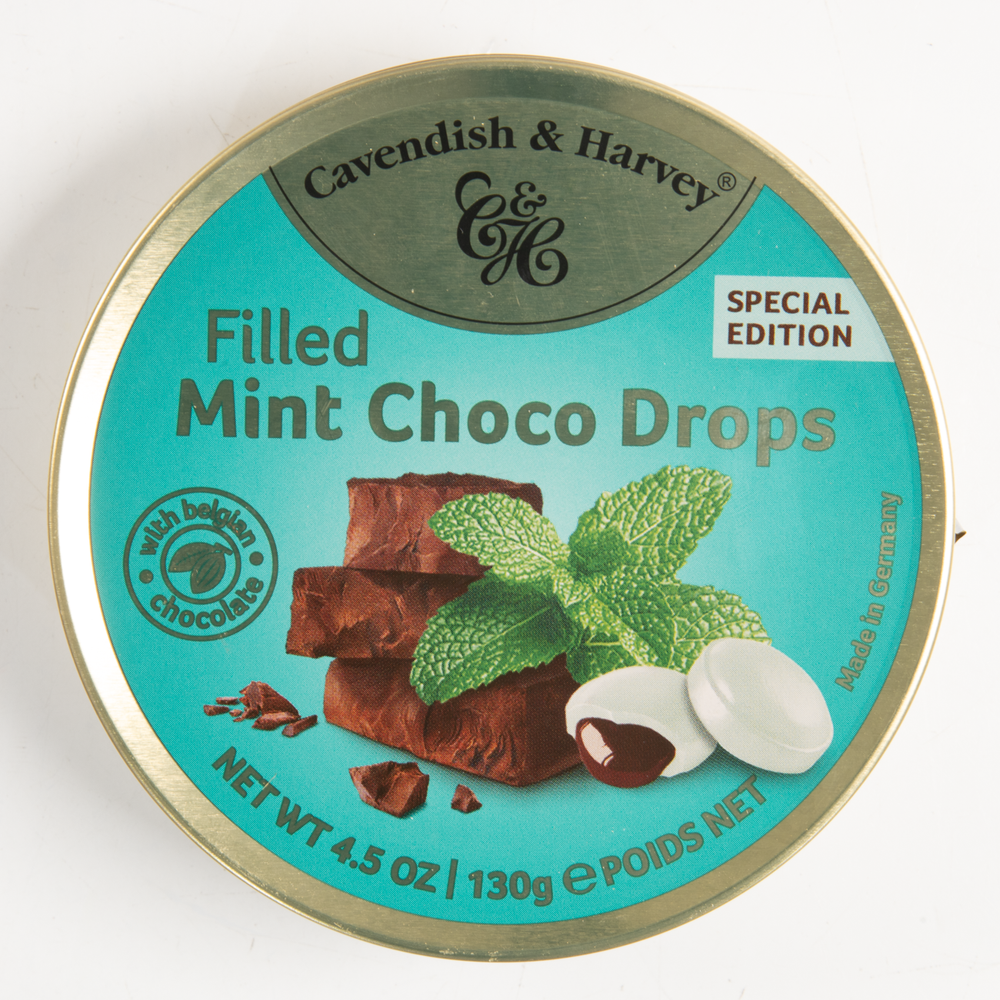 Cavendish & Harvey®
C&H
SPECIAL
EDITION
Filled
Mint Choco Drops
with belgian
chocolate
Made in Germany
NET WT 4.5 OZ | 130g ℮ POIDS NET